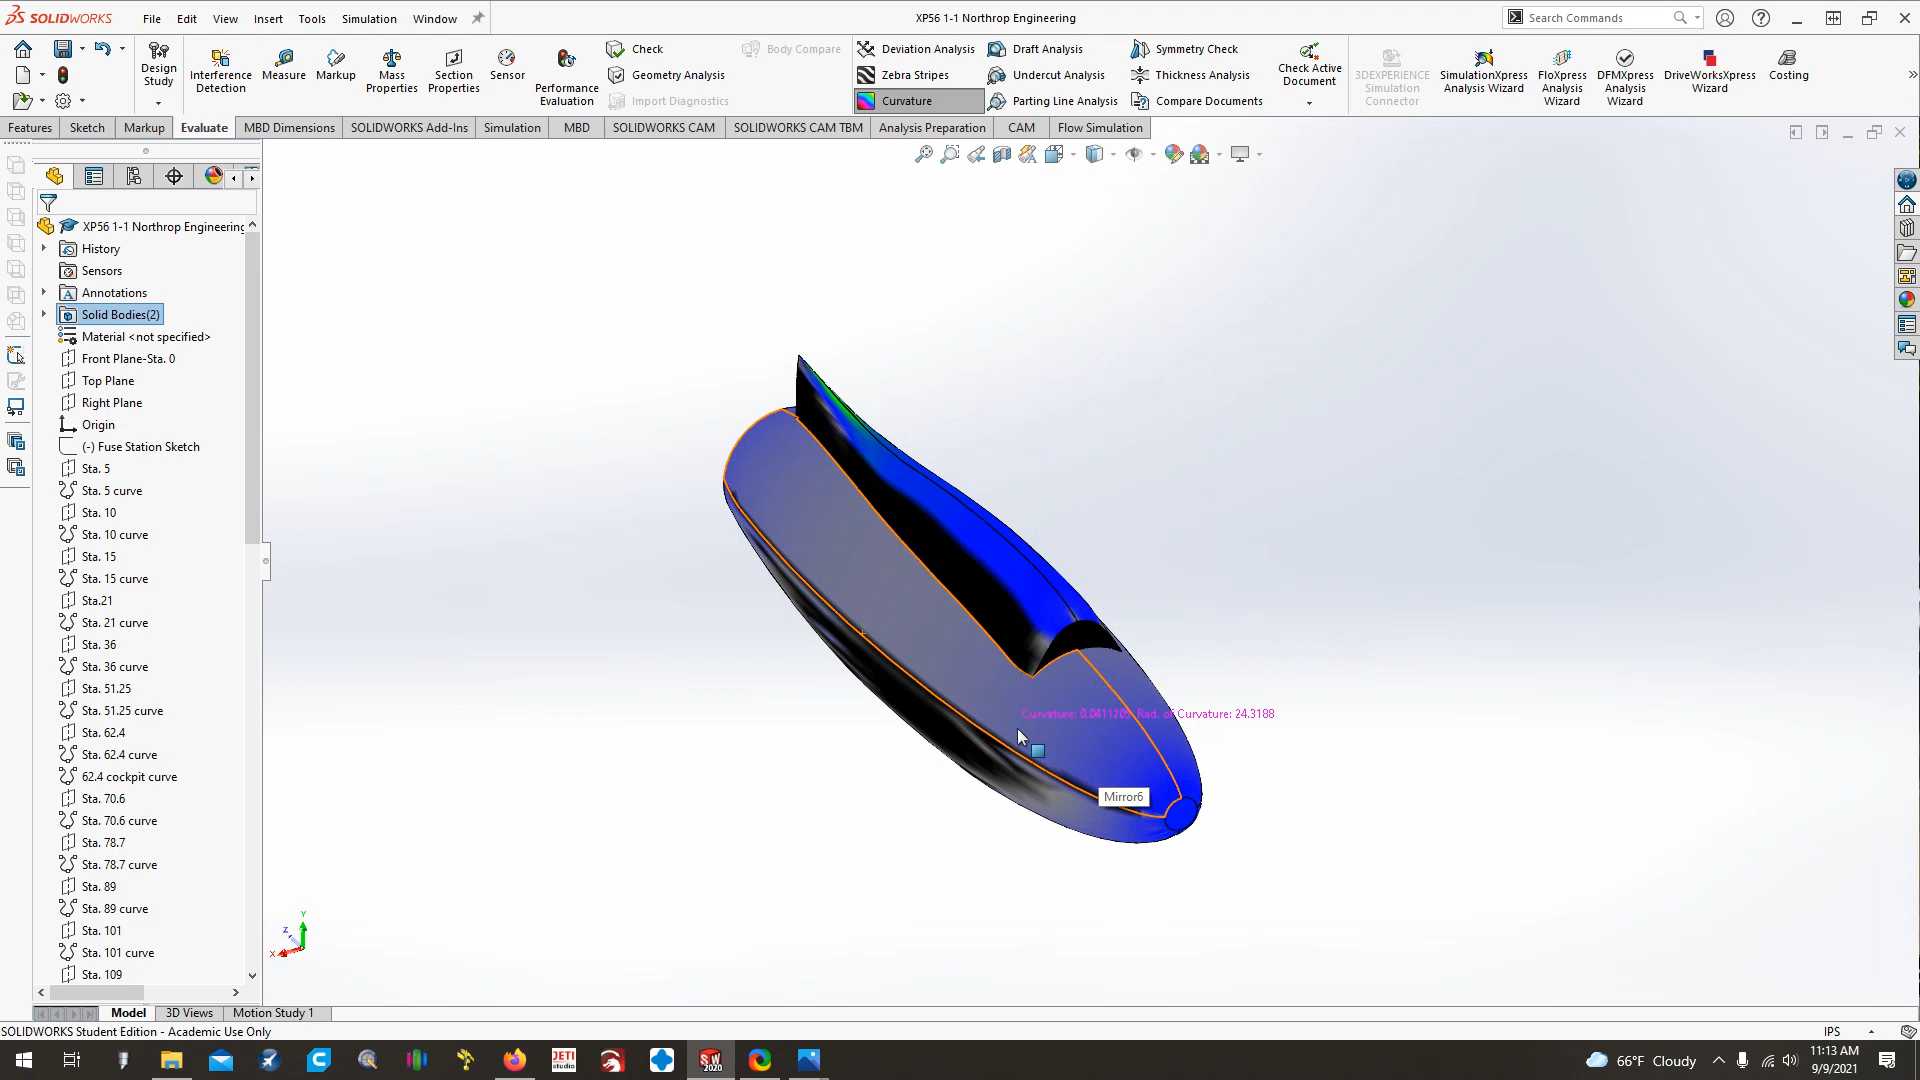 SOLIDWORKS
File Edit View Insert Tools Simulation Window
XP56 1-1 Northrop Engineering
Search Commands
Design Study
Interference Detection
Measure
Markup
Mass Properties
Section Properties
Sensor
Performance Evaluation
Check
Geometry Analysis
Import Diagnostics
Body Compare
Deviation Analysis
Zebra Stripes
Curvature
Draft Analysis
Undercut Analysis
Parting Line Analysis
Symmetry Check
Thickness Analysis
Compare Documents
Check Active Document
3DEXPERIENCE Simulation Connector
SimulationXpress Analysis Wizard
FloXpress Analysis Wizard
DFMXpress Analysis Wizard
DriveWorksXpress Wizard
Costing
Features Sketch Markup Evaluate MBD Dimensions SOLIDWORKS Add-Ins Simulation MBD SOLIDWORKS CAM SOLIDWORKS CAM TBM Analysis Preparation CAM Flow Simulation
XP56 1-1 Northrop Engineering
History
Sensors
Annotations
Solid Bodies(2)
Material <not specified>
Front Plane-Sta. 0
Top Plane
Right Plane
Origin
(-) Fuse Station Sketch
Sta. 5
Sta. 5 curve
Sta. 10
Sta. 10 curve
Sta. 15
Sta. 15 curve
Sta.21
Sta. 21 curve
Sta. 36
Sta. 36 curve
Sta. 51.25
Sta. 51.25 curve
Sta. 62.4
Sta. 62.4 curve
62.4 cockpit curve
Sta. 70.6
Sta. 70.6 curve
Sta. 78.7
Sta. 78.7 curve
Sta. 89
Sta. 89 curve
Sta. 101
Sta. 101 curve
Sta. 109
Curvature: 0.0411205 Rad. of Curvature: 24.3188
Mirror6
Y
Z
X
Model 3D Views Motion Study 1
SOLIDWORKS Student Edition - Academic Use Only
IPS
JETI studio
SW 2020
66°F Cloudy
11:13 AM
9/9/2021